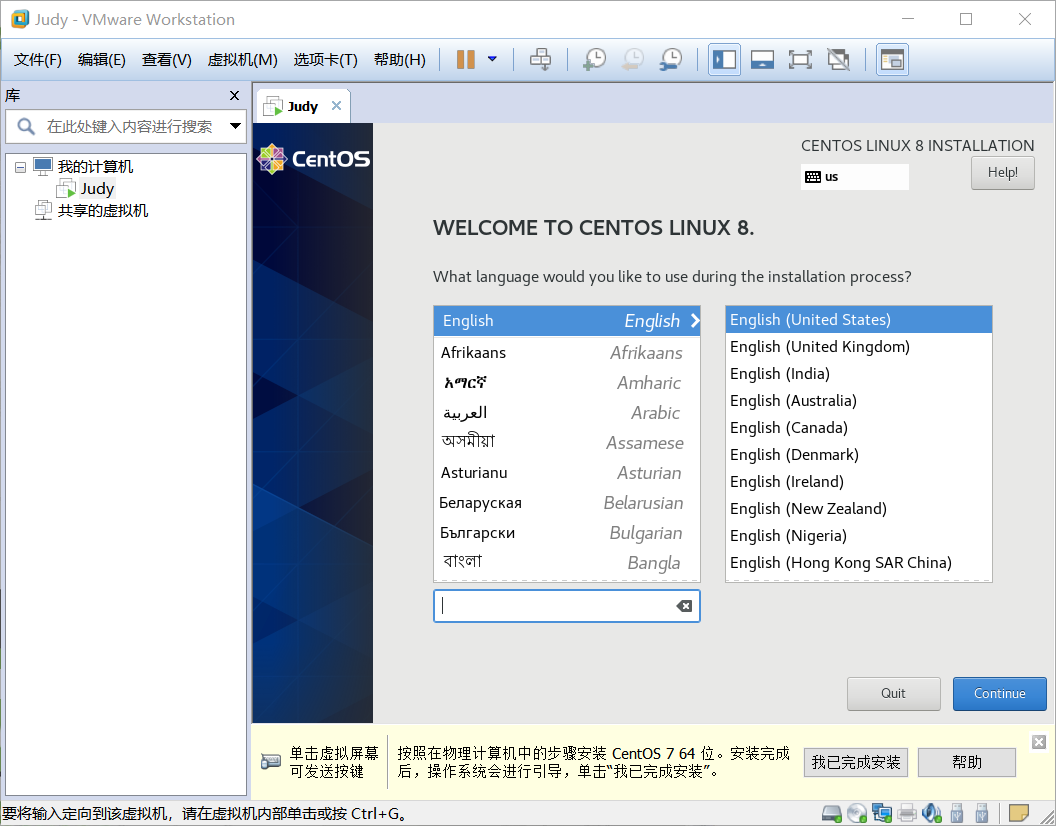 Judy - VMware Workstation
文件(F) 编辑(E) 查看(V) 虚拟机(M) 选项卡(T) 帮助(H)
库
在此处键入内容进行搜索
我的计算机
Judy
共享的虚拟机
Judy
CentOS
CENTOS LINUX 8 INSTALLATION
us
Help!
WELCOME TO CENTOS LINUX 8.
What language would you like to use during the installation process?
English English
Afrikaans Afrikaans
አማርኛ Amharic
العربية Arabic
অসমীয়া Assamese
Asturianu Asturian
Беларуская Belarusian
Български Bulgarian
বাংলা Bangla
English (United States)
English (United Kingdom)
English (India)
English (Australia)
English (Canada)
English (Denmark)
English (Ireland)
English (New Zealand)
English (Nigeria)
English (Hong Kong SAR China)
Quit Continue
单击虚拟屏幕
可发送按键
按照在物理计算机中的步骤安装 CentOS 7 64 位。安装完成
后，操作系统会进行引导，单击“我已完成安装”。
我已完成安装 帮助
要将输入定向到该虚拟机，请在虚拟机内部单击或按 Ctrl+G。